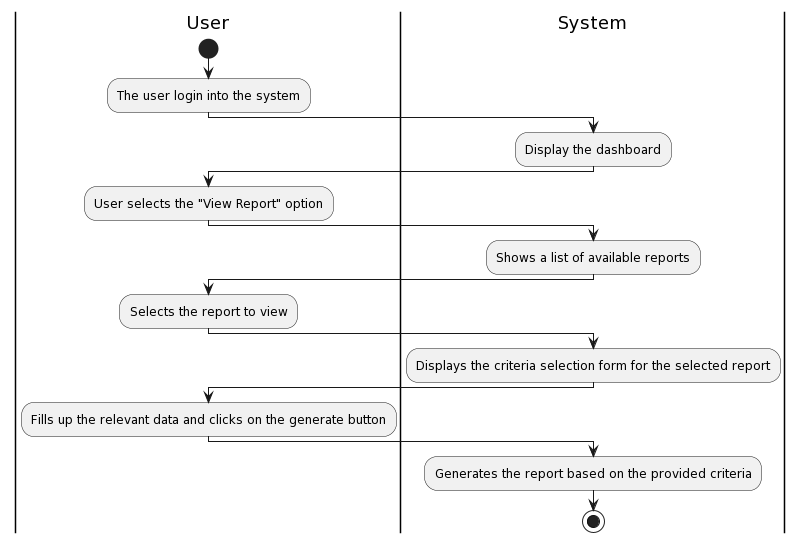 User
System
The user login into the system
Display the dashboard
User selects the "View Report" option
Shows a list of available reports
Selects the report to view
Displays the criteria selection form for the selected report
Fills up the relevant data and clicks on the generate button
Generates the report based on the provided criteria